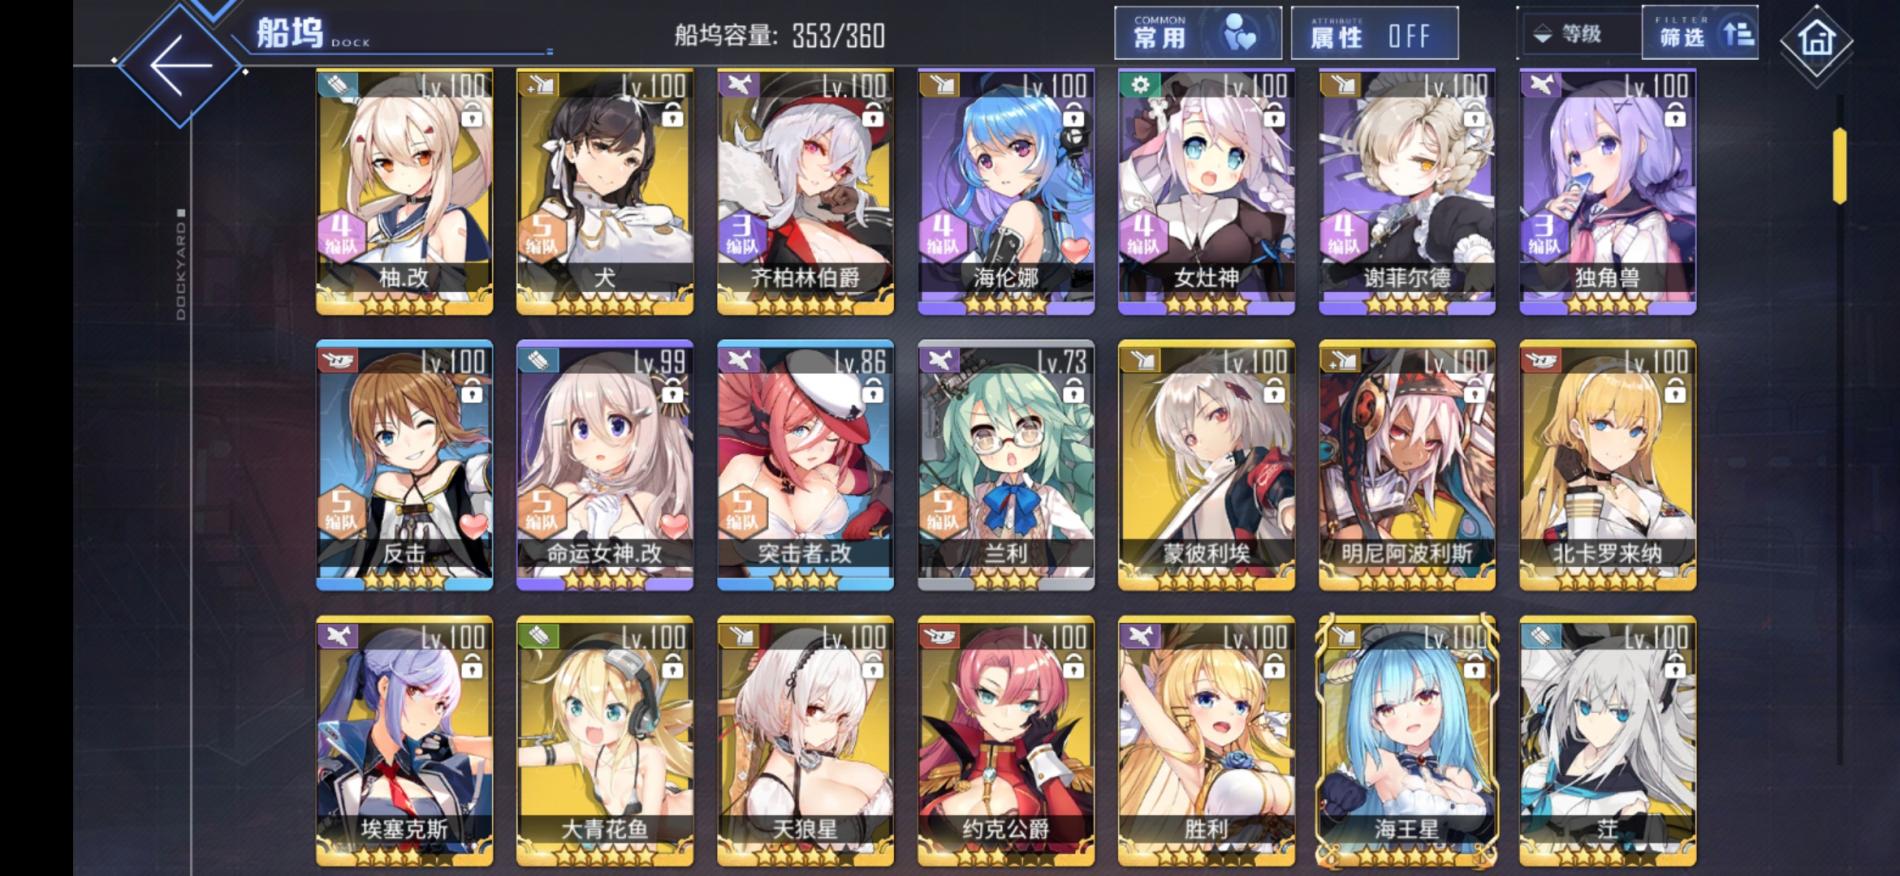 船坞 DOCK
船坞容量: 353/360
COMMON
常用
ATTRIBUTE
属性 OFF
等级
FILTER
筛选
DOCKYARD
Lv.100 Lv.100 Lv.100 Lv.100 Lv.100 Lv.100 Lv.100
4 5 3 4 4 4 3
编队 编队 编队 编队 编队 编队 编队
柚.改 犬 齐柏林伯爵 海伦娜 女灶神 谢菲尔德 独角兽
Lv.100 Lv.99 Lv.86 Lv.73 Lv.100 Lv.100 Lv.100
5 5 5 5
编队 编队 编队 编队
反击 命运女神.改 突击者.改 兰利 蒙彼利埃 明尼阿波利斯 北卡罗来纳
Lv.100 Lv.100 Lv.100 Lv.100 Lv.100 Lv.100 Lv.100
埃塞克斯 大青花鱼 天狼星 约克公爵 胜利 海王星 茳